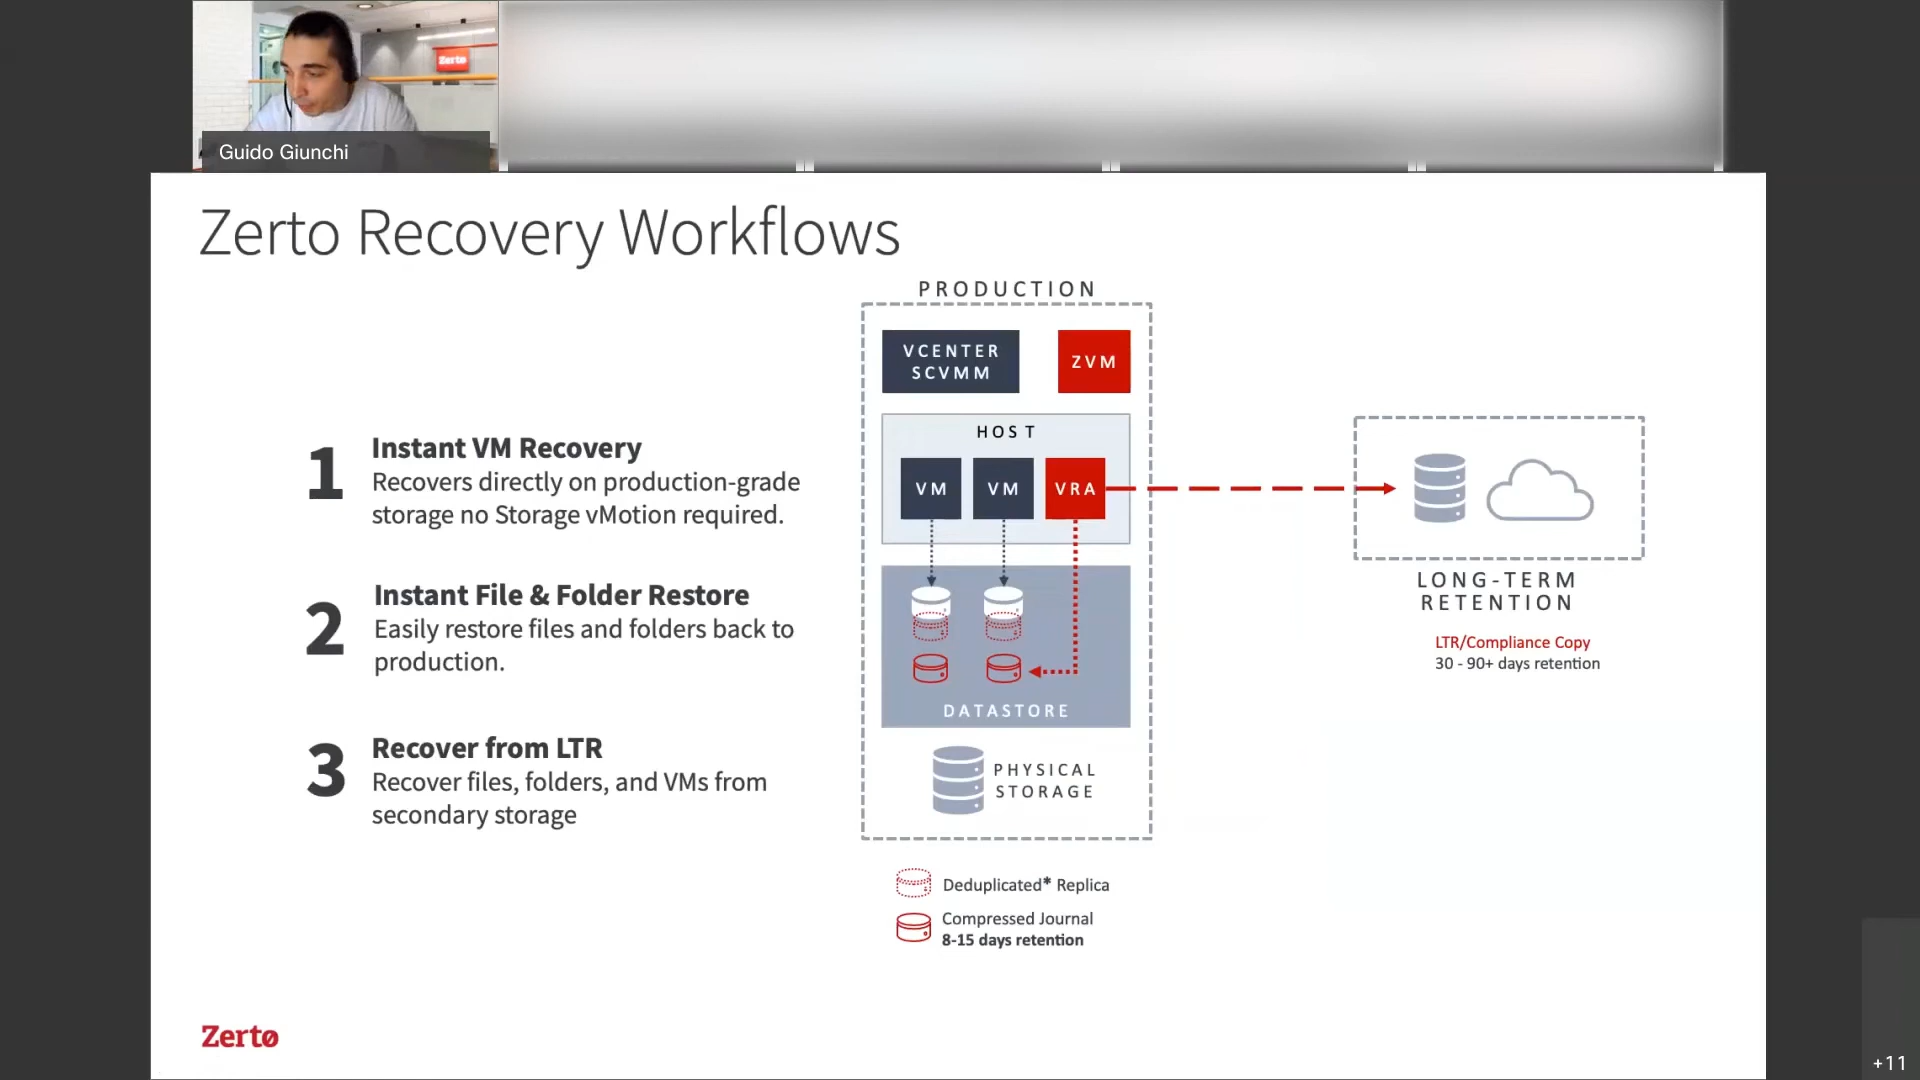 Zerto
Guido Giunchi
Zerto Recovery Workflows
PRODUCTION
VCENTER
SCVMM
ZVM
HOST
VM
VM
VRA
DATASTORE
PHYSICAL
STORAGE
1
Instant VM Recovery
Recovers directly on production-grade
storage no Storage vMotion required.
2
Instant File & Folder Restore
Easily restore files and folders back to
production.
3
Recover from LTR
Recover files, folders, and VMs from
secondary storage
LONG-TERM
RETENTION
LTR/Compliance Copy
30 - 90+ days retention
Deduplicated* Replica
Compressed Journal
8-15 days retention
Zerto
+11